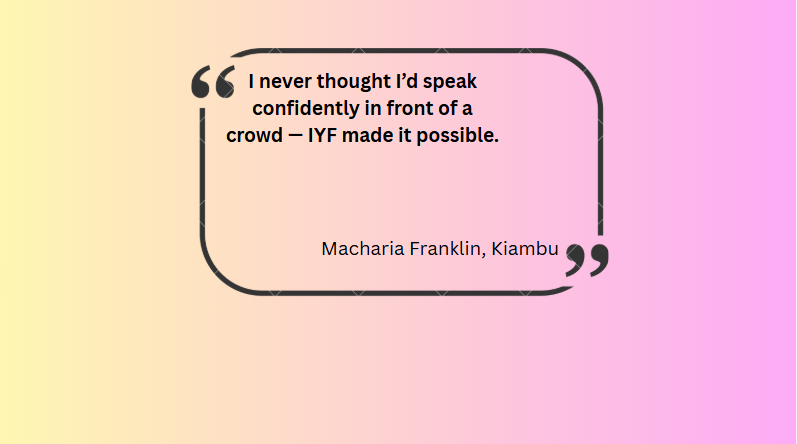 “ I never thought I’d speak
confidently in front of a
crowd — IYF made it possible.
Macharia Franklin, Kiambu ”